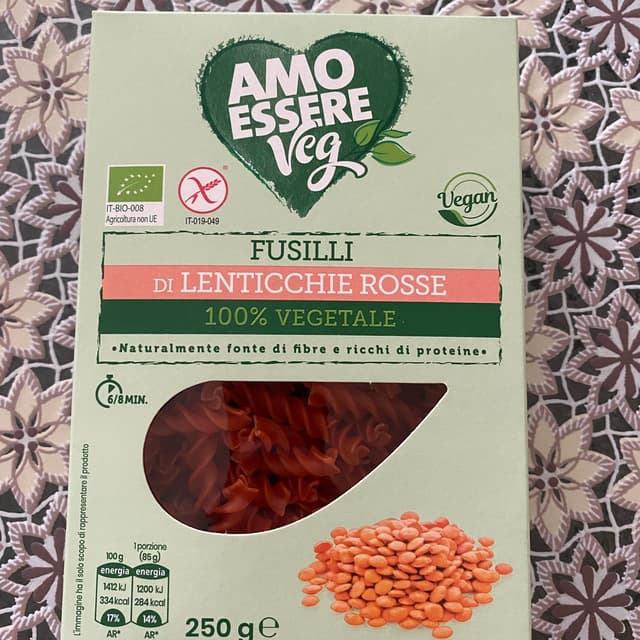 AMO
ESSERE
Veg
IT-BIO-008
Agricoltura non UE
®
IT-019-049
Vegan
FUSILLI
DI LENTICCHIE ROSSE
100% VEGETALE
•Naturalmente fonte di fibre e ricchi di proteine•
6/8 MIN.
L'immagine ha il solo scopo di rappresentare il prodotto
100g
energia
1412 kJ
334 kcal
17%
AR*
1 porzione
(85g)
energia
1200 kJ
284 kcal
14%
AR*
250 g ℮